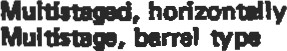 Multistaged, horizontally
Multistage, barrel type